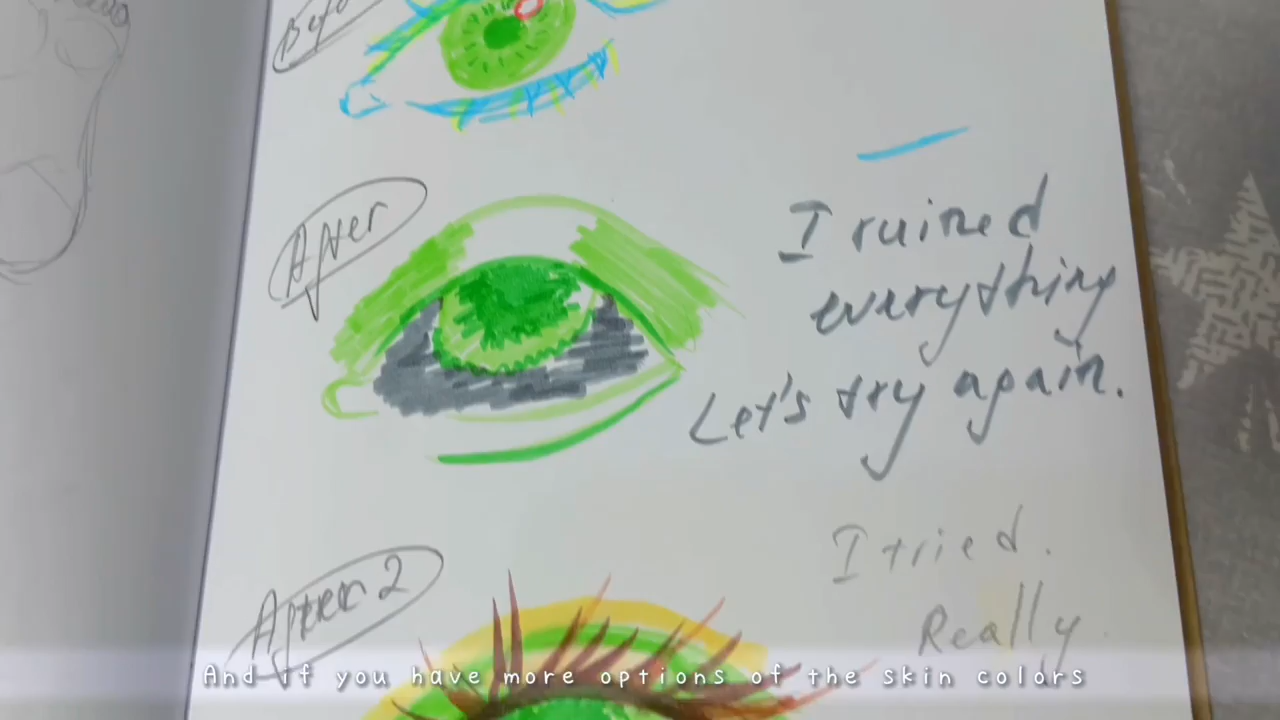 After
I ruined
everything
Let's try again.
I tried.
Really
After 2
And if you have more options of the skin colors